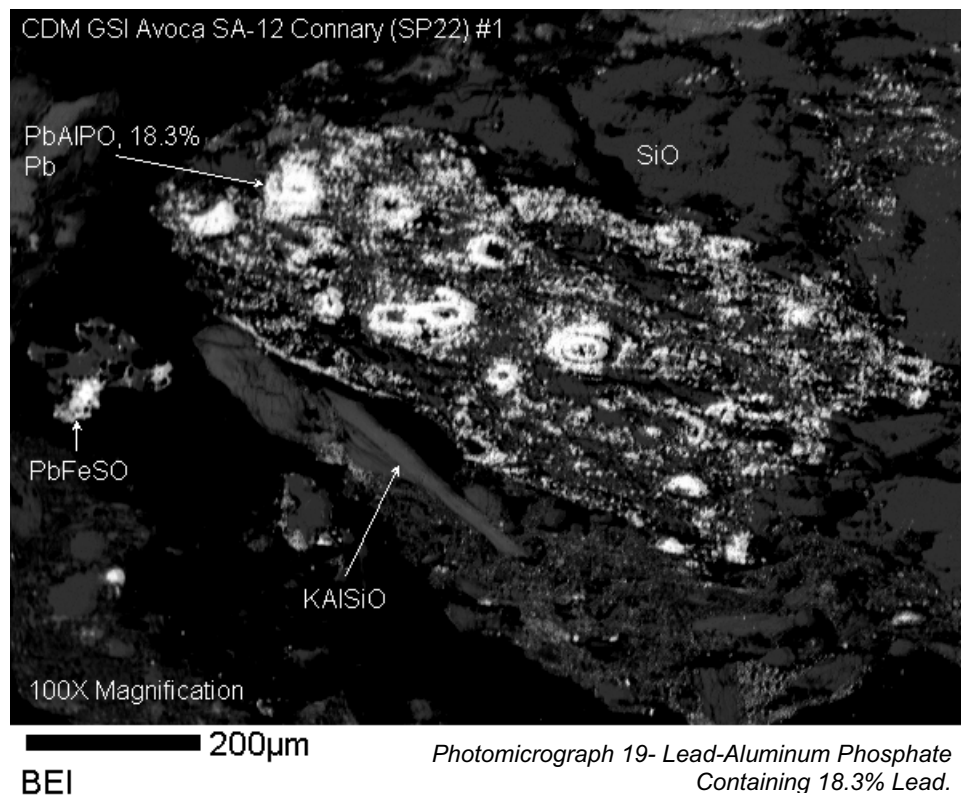 CDM GSI Avoca SA-12 Connary (SP22) #1
PbAlPO, 18.3%
Pb
SiO
PbFeSO
KAlSiO
100X Magnification
200µm
BEI
Photomicrograph 19- Lead-Aluminum Phosphate
Containing 18.3% Lead.